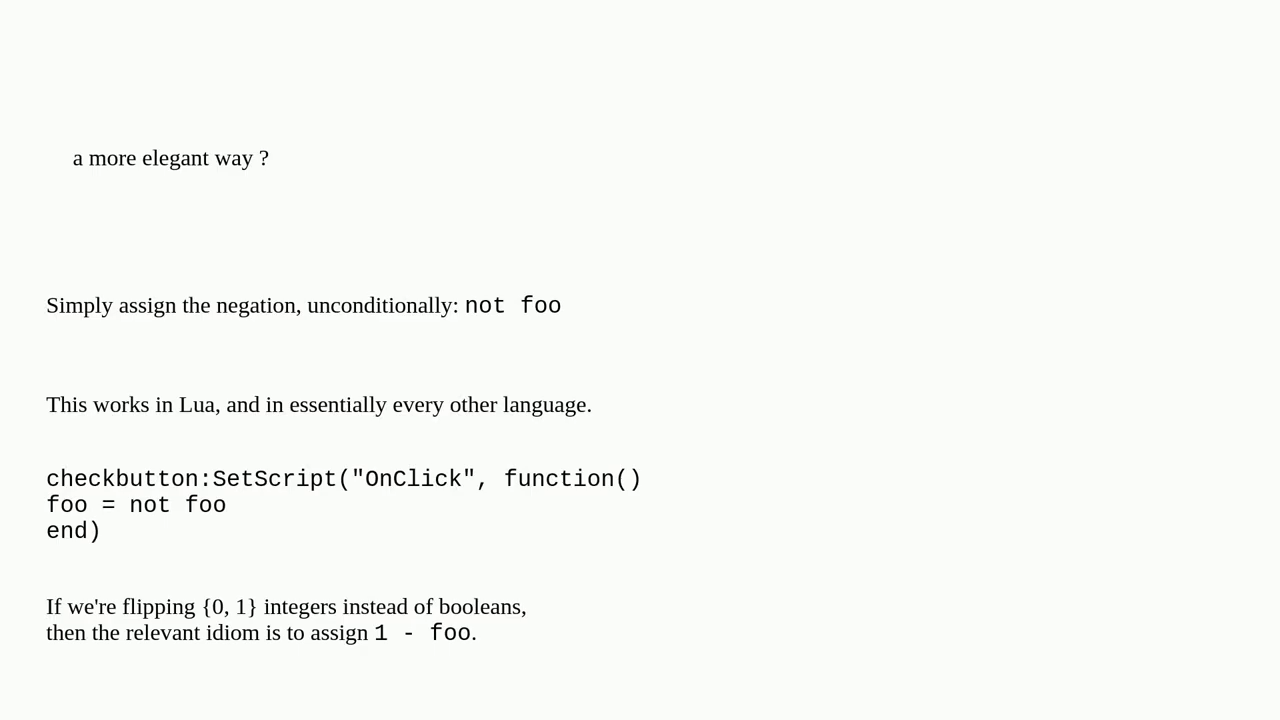 a more elegant way ?
Simply assign the negation, unconditionally: not foo
This works in Lua, and in essentially every other language.
checkbutton:SetScript("OnClick", function()
foo = not foo
end)
If we're flipping {0, 1} integers instead of booleans,
then the relevant idiom is to assign 1 - foo.